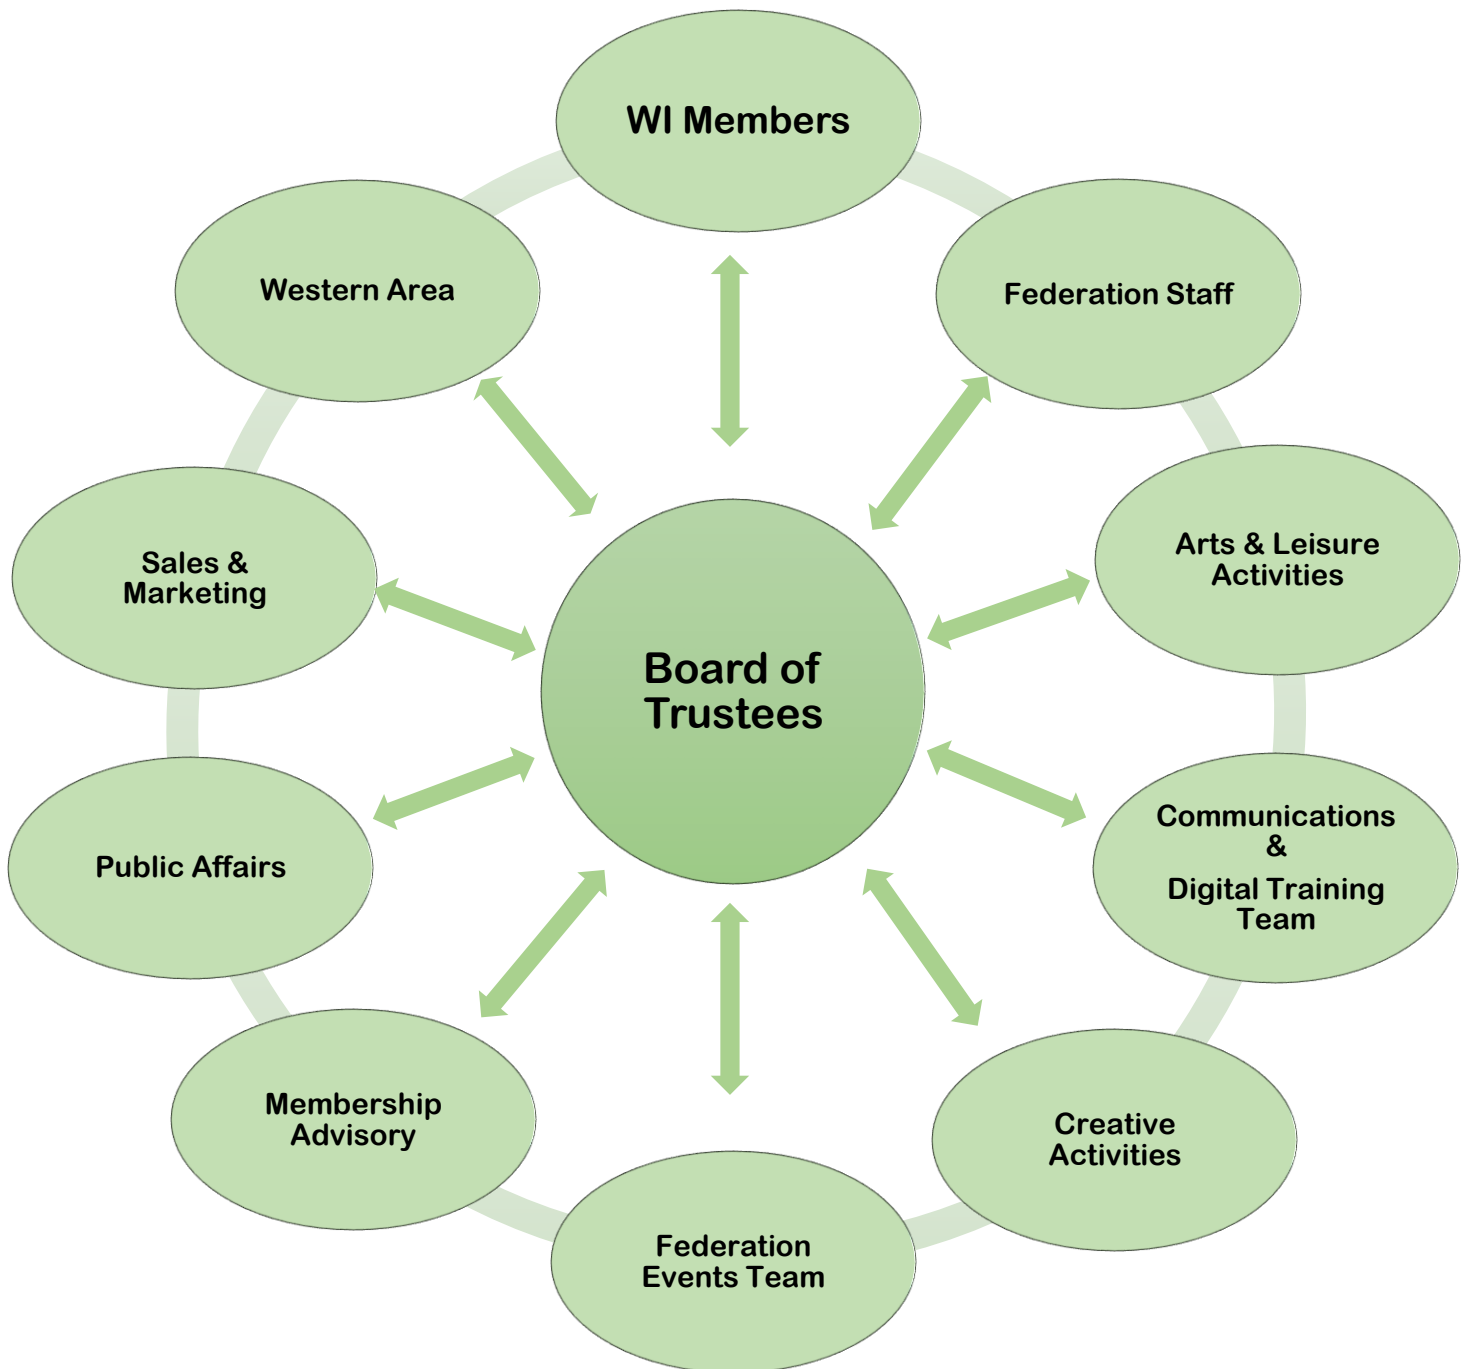 WI Members
Western Area
Federation Staff
Arts & Leisure
Activities
Sales &
Marketing
Board of
Trustees
Communications
&
Digital Training
Team
Public Affairs
Membership
Advisory
Creative
Activities
Federation
Events Team